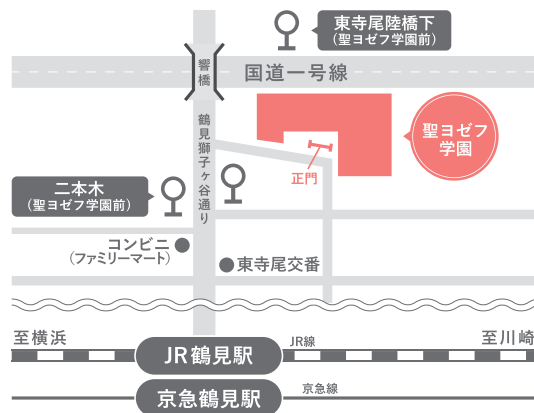 東寺尾陸橋下
（聖ヨゼフ学園前）
響橋
国道一号線
聖ヨゼフ
学園
鶴見獅子ヶ谷通り
正門
二本木
（聖ヨゼフ学園前）
コンビニ
（ファミリーマート）
東寺尾交番
至横浜
JR線
至川崎
JR鶴見駅
京急線
京急鶴見駅